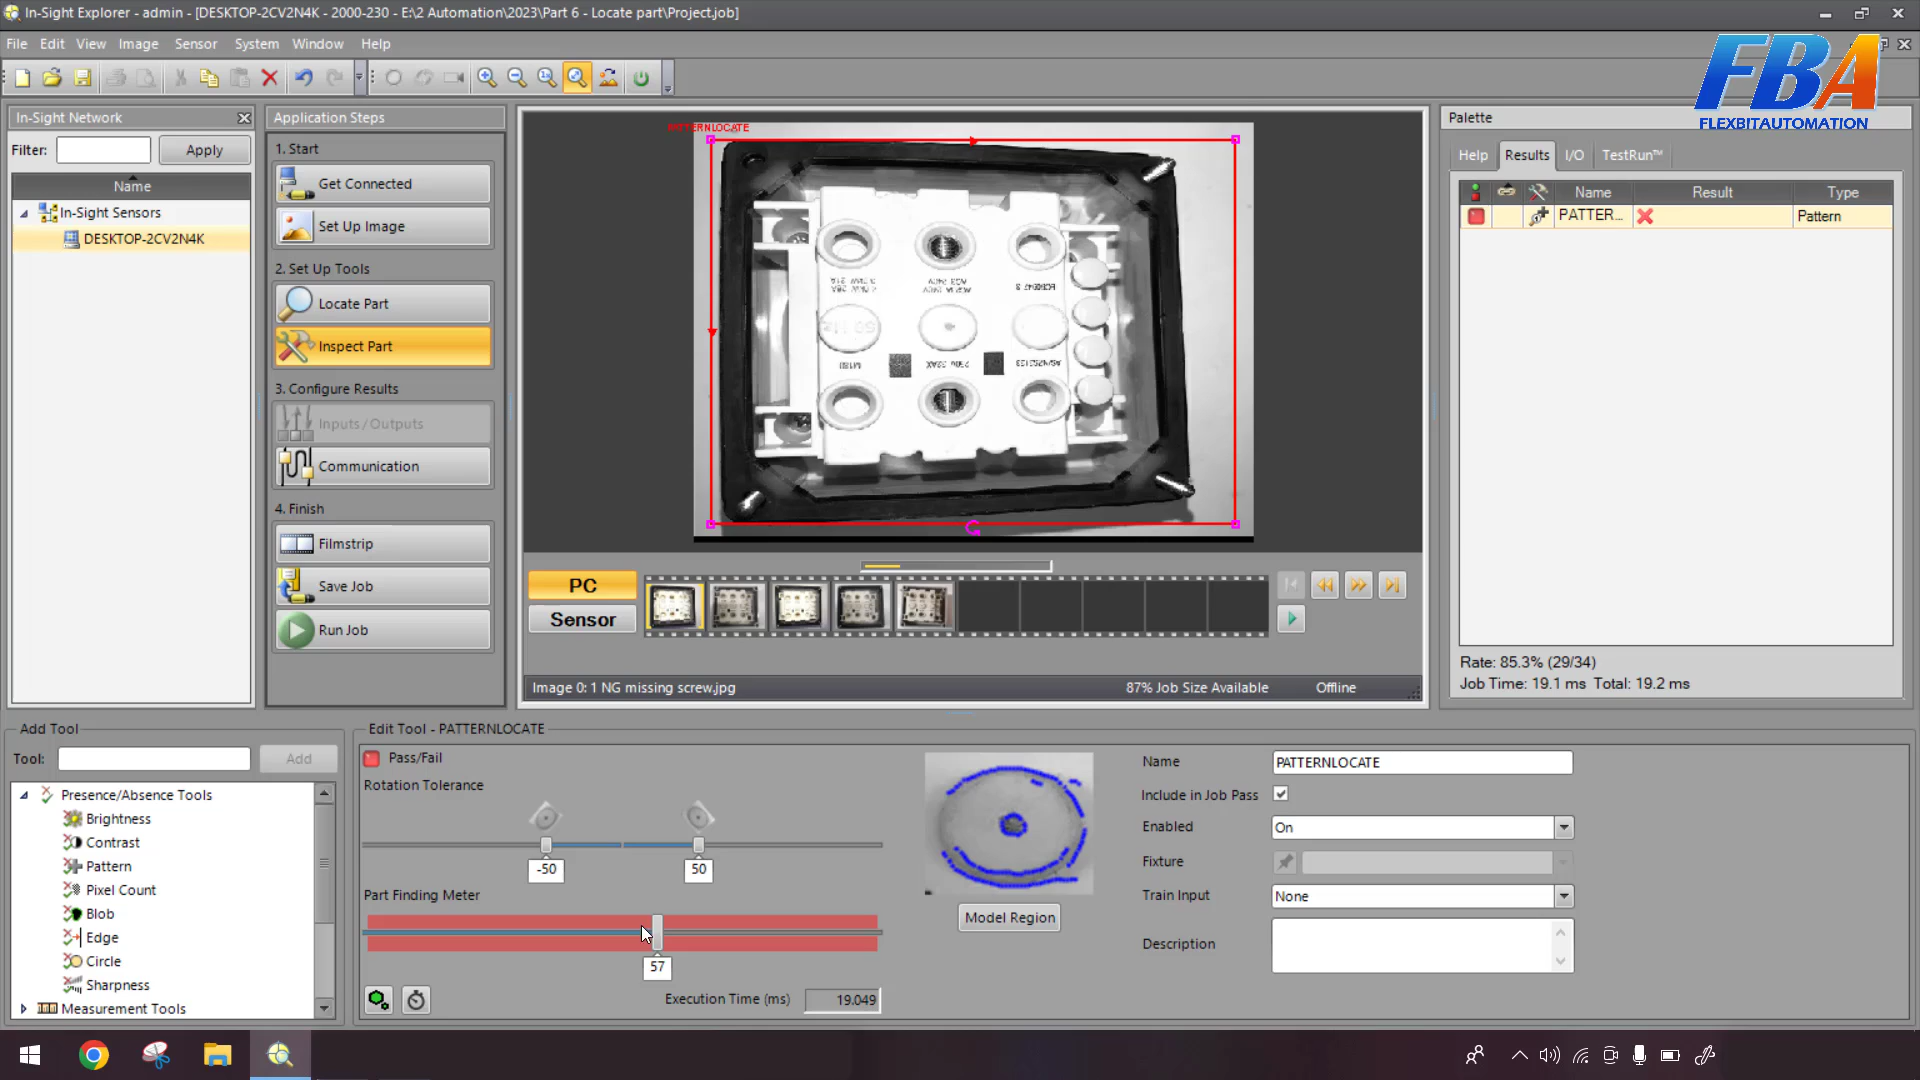 In-Sight Explorer - admin - [DESKTOP-2CV2N4K - 2000-230 - E:\2 Automation\2023\Part 6 - Locate part\Project.job]
File Edit View Image Sensor System Window Help
FBA
FLEXBITAUTOMATION
In-Sight Network
Filter:
Apply
Name
In-Sight Sensors
DESKTOP-2CV2N4K
Application Steps
1. Start
Get Connected
Set Up Image
2. Set Up Tools
Locate Part
Inspect Part
3. Configure Results
Inputs/Outputs
Communication
4. Finish
Filmstrip
Save Job
Run Job
PATTERNLOCATE
PC
Sensor
Image 0: 1 NG missing screw.jpg
87% Job Size Available
Offline
Palette
Help Results I/O TestRun™
Name Result Type
PATTER... Pattern
Rate: 85.3% (29/34)
Job Time: 19.1 ms Total: 19.2 ms
Add Tool
Tool:
Add
Presence/Absence Tools
Brightness
Contrast
Pattern
Pixel Count
Blob
Edge
Circle
Sharpness
Measurement Tools
Edit Tool - PATTERNLOCATE
Pass/Fail
Rotation Tolerance
-50
50
Part Finding Meter
57
Execution Time (ms)
19.049
Model Region
Name
PATTERNLOCATE
Include in Job Pass
Enabled
On
Fixture
Train Input
None
Description